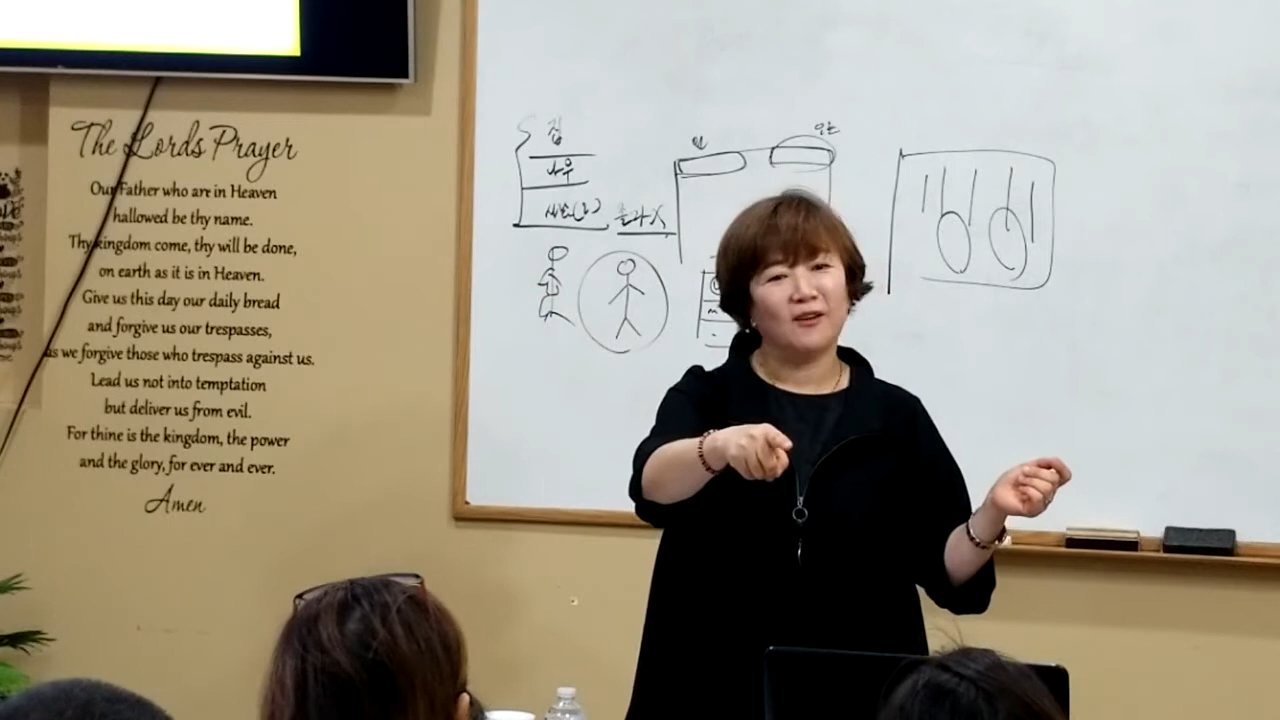 The Lords Prayer
Our Father who are in Heaven
hallowed be thy name.
Thy kingdom come, thy will be done,
on earth as it is in Heaven.
Give us this day our daily bread
and forgive us our trespasses,
as we forgive those who trespass against us.
Lead us not into temptation
but deliver us from evil.
For thine is the kingdom, the power
and the glory, for ever and ever.
Amen
집
나무